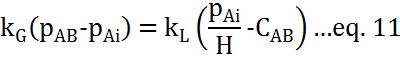 k_G(p_AB-p_Ai) = k_L (p_Ai/H -C_AB) ...eq. 11